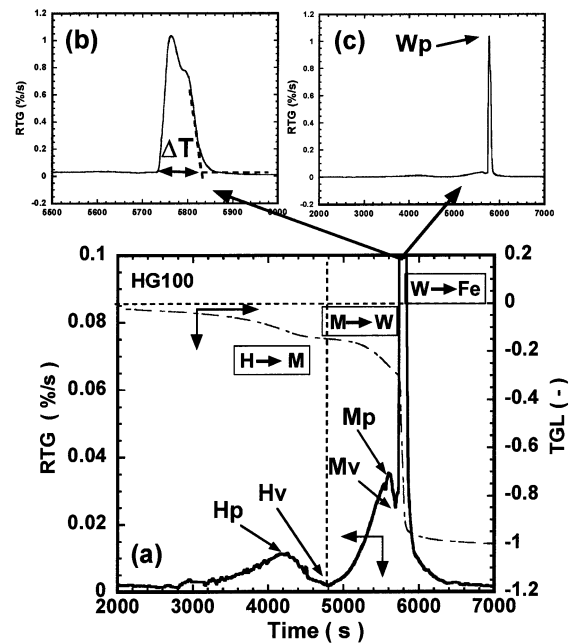 (b)
RTG (%/s)
1.2
1
0.8
0.6
0.4
0.2
0
-0.2
ΔT
5500 5600 5700 5800 5900 6000
(c)
Wp
RTG (%/s)
1.2
1
0.8
0.6
0.4
0.2
0
-0.2
2000 3000 4000 5000 6000 7000
HG100
W→Fe
M→W
H→M
Mp
Mv
Hv
Hp
(a)
RTG (%/s)
0.1
0.08
0.06
0.04
0.02
0
TGL ( - )
0.2
0
-0.2
-0.4
-0.6
-0.8
-1
-1.2
2000 3000 4000 5000 6000 7000
Time ( s )